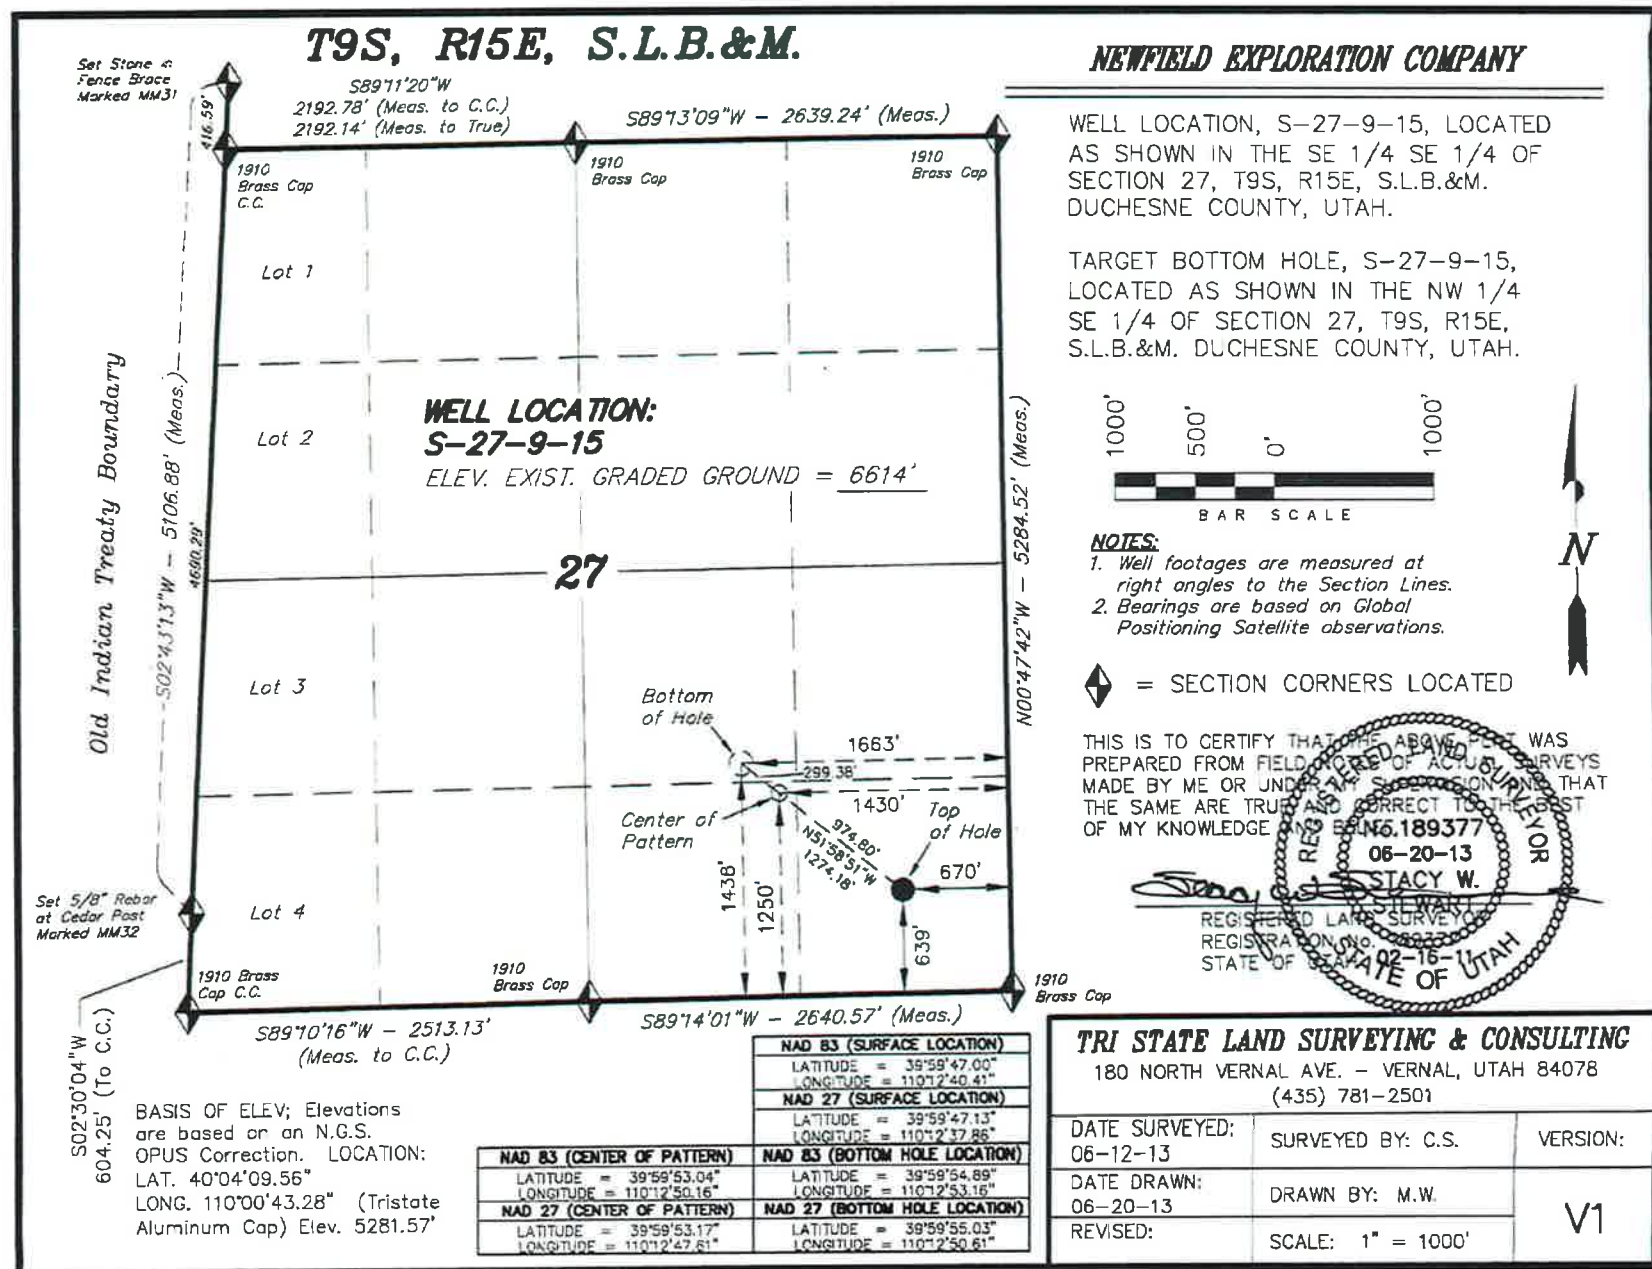 T9S, R15E, S.L.B.&M.
Set Stone in
Fence Brace
Marked MM31
416.59'
S89°11'20"W
2192.78' (Meas. to C.C.)
2192.14' (Meas. to True)
S89°13'09"W - 2639.24' (Meas.)
1910
Brass Cap
C.C.
1910
Brass Cap
1910
Brass Cap
Lot 1
Lot 2
Lot 3
Lot 4
Old Indian Treaty Boundary
S02°43'13"W - 5106.88' (Meas.)
4690.29'
WELL LOCATION:
S-27-9-15
ELEV. EXIST. GRADED GROUND = 6614'
27
N00°47'42"W - 5284.52' (Meas.)
Bottom
of Hole
1663'
299.38'
1430'
Center of
Pattern
Top
of Hole
974.80'
N51°58'51"W
1274.18'
670'
1438'
1250'
639'
Set 5/8" Rebar
at Cedar Post
Marked MM32
1910 Brass
Cap C.C.
1910
Brass Cap
1910
Brass Cap
S02°30'04"W
604.25' (To C.C.)
S89°10'16"W - 2513.13'
(Meas. to C.C.)
S89°14'01"W - 2640.57' (Meas.)
BASIS OF ELEV; Elevations
are based on an N.G.S.
OPUS Correction. LOCATION:
LAT. 40°04'09.56"
LONG. 110°00'43.28" (Tristate
Aluminum Cap) Elev. 5281.57'
NAD 83 (SURFACE LOCATION)
LATITUDE = 39°59'47.00"
LONGITUDE = 110°12'40.41"
NAD 27 (SURFACE LOCATION)
LATITUDE = 39°59'47.13"
LONGITUDE = 110°12'37.86"
NAD 83 (CENTER OF PATTERN)
LATITUDE = 39°59'53.04"
LONGITUDE = 110°12'50.16"
NAD 27 (CENTER OF PATTERN)
LATITUDE = 39°59'53.17"
LONGITUDE = 110°12'47.61"
NAD 83 (BOTTOM HOLE LOCATION)
LATITUDE = 39°59'54.89"
LONGITUDE = 110°12'53.16"
NAD 27 (BOTTOM HOLE LOCATION)
LATITUDE = 39°59'55.03"
LONGITUDE = 110°12'50.61"
NEWFIELD EXPLORATION COMPANY
WELL LOCATION, S-27-9-15, LOCATED
AS SHOWN IN THE SE 1/4 SE 1/4 OF
SECTION 27, T9S, R15E, S.L.B.&M.
DUCHESNE COUNTY, UTAH.
TARGET BOTTOM HOLE, S-27-9-15,
LOCATED AS SHOWN IN THE NW 1/4
SE 1/4 OF SECTION 27, T9S, R15E,
S.L.B.&M. DUCHESNE COUNTY, UTAH.
1000' 500' 0' 1000'
BAR SCALE
N
NOTES:
1. Well footages are measured at
right angles to the Section Lines.
2. Bearings are based on Global
Positioning Satellite observations.
= SECTION CORNERS LOCATED
THIS IS TO CERTIFY THAT THE ABOVE PLAT WAS
PREPARED FROM FIELD NOTES OF ACTUAL SURVEYS
MADE BY ME OR UNDER MY SUPERVISION AND THAT
THE SAME ARE TRUE AND CORRECT TO THE BEST
OF MY KNOWLEDGE AND BELIEF.
REGISTERED LAND SURVEYOR
No.189377
06-20-13
STACY W.
STEWART
02-16-11
STATE OF UTAH
REGISTERED LAND SURVEYOR
REGISTRATION No.
STATE OF UTAH
TRI STATE LAND SURVEYING & CONSULTING
180 NORTH VERNAL AVE. - VERNAL, UTAH 84078
(435) 781-2501
DATE SURVEYED:
06-12-13
SURVEYED BY: C.S.
VERSION:
DATE DRAWN:
06-20-13
DRAWN BY: M.W.
V1
REVISED:
SCALE: 1" = 1000'